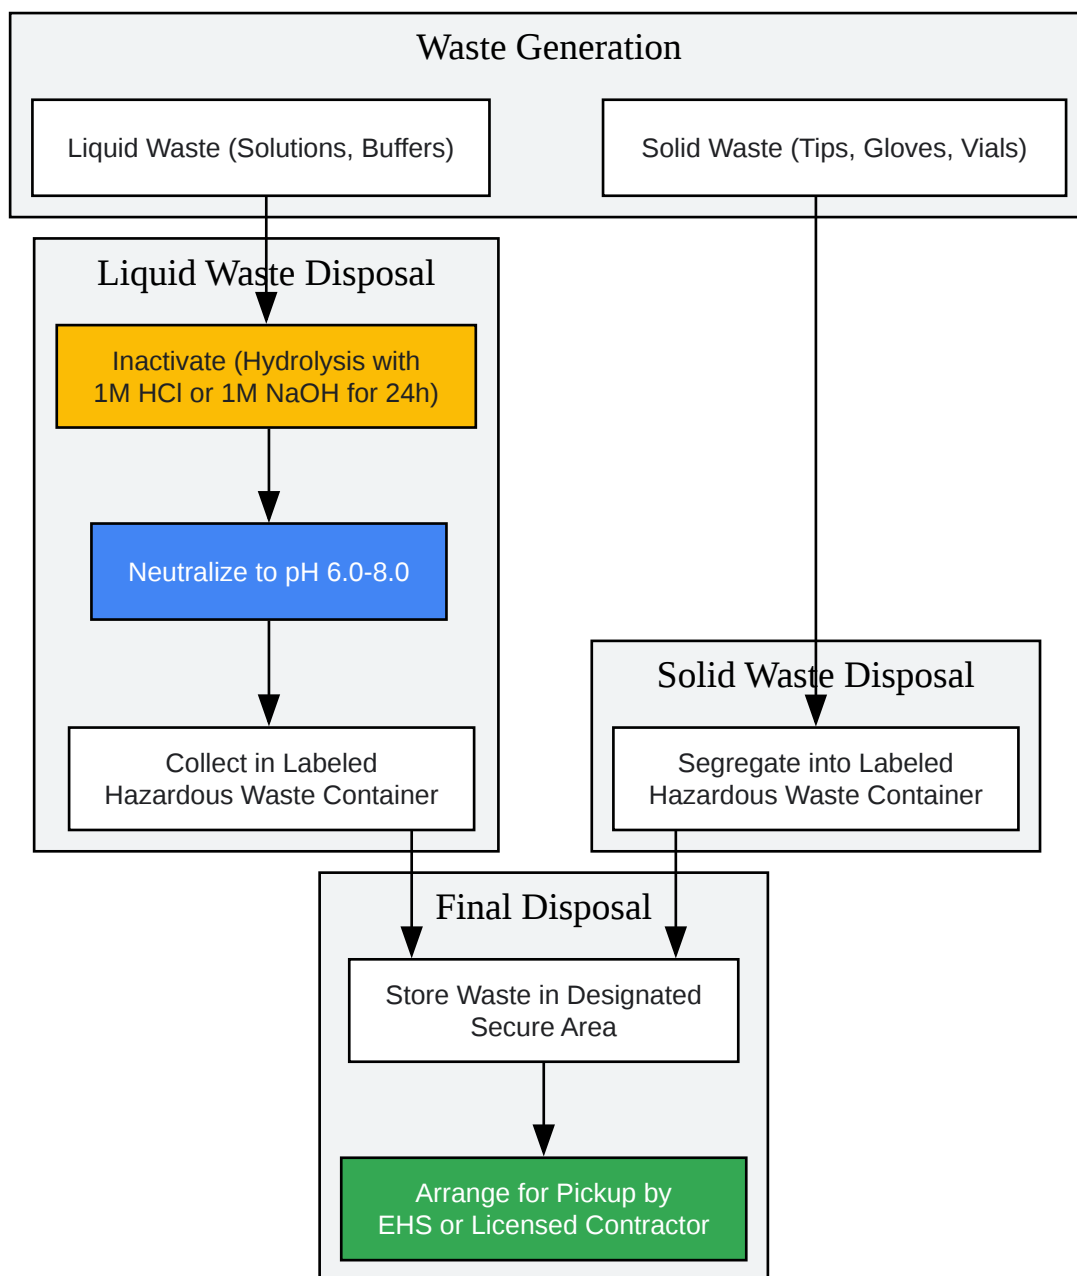 Waste Generation
Liquid Waste (Solutions, Buffers)
Solid Waste (Tips, Gloves, Vials)
Liquid Waste Disposal
Inactivate (Hydrolysis with
1M HCl or 1M NaOH for 24h)
Neutralize to pH 6.0-8.0
Collect in Labeled
Hazardous Waste Container
Solid Waste Disposal
Segregate into Labeled
Hazardous Waste Container
Final Disposal
Store Waste in Designated
Secure Area
Arrange for Pickup by
EHS or Licensed Contractor